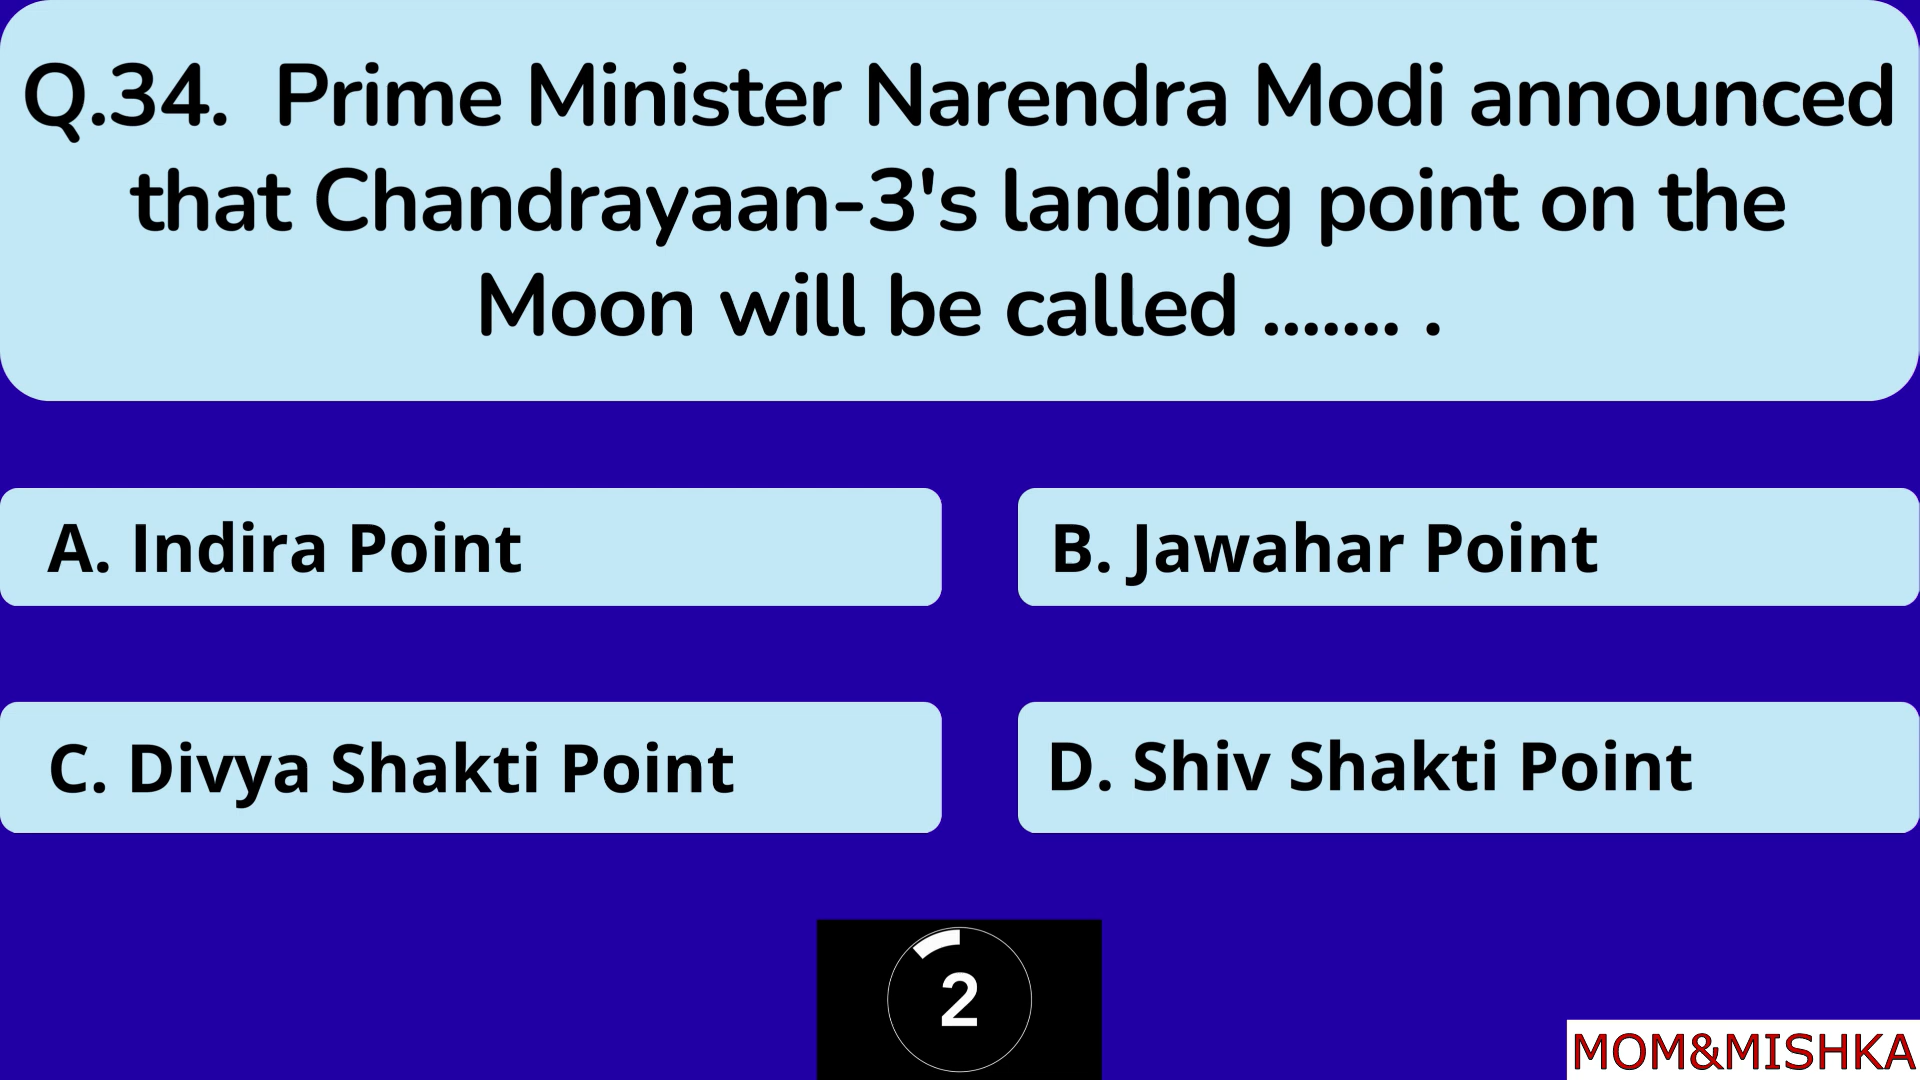 Q.34.  Prime Minister Narendra Modi announced
that Chandrayaan-3's landing point on the
Moon will be called ....... .
A. Indira Point
B. Jawahar Point
C. Divya Shakti Point
D. Shiv Shakti Point
2
MOM&MISHKA